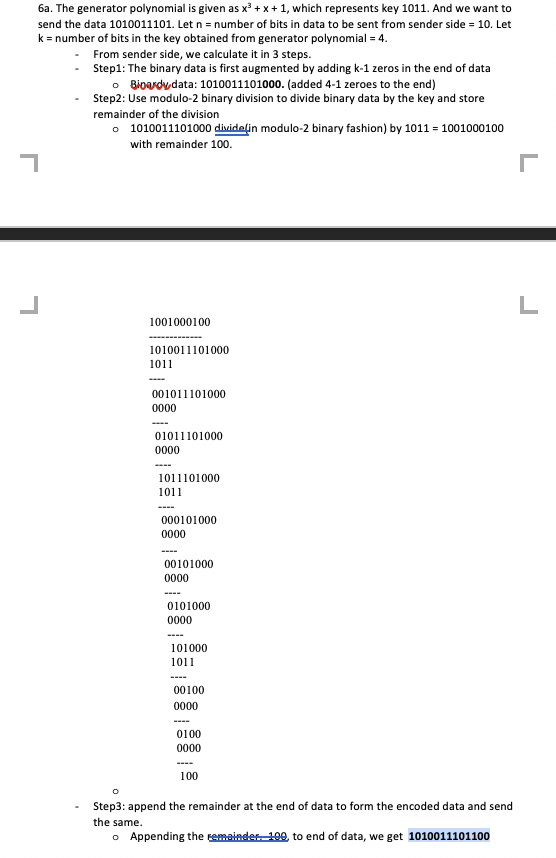 6a. The generator polynomial is given as x³ + x + 1, which represents key 1011. And we want to
send the data 1010011101. Let n = number of bits in data to be sent from sender side = 10. Let
k = number of bits in the key obtained from generator polynomial = 4.
- From sender side, we calculate it in 3 steps.
- Step1: The binary data is first augmented by adding k-1 zeros in the end of data
o Binardy data: 1010011101000. (added 4-1 zeroes to the end)
- Step2: Use modulo-2 binary division to divide binary data by the key and store
remainder of the division
o 1010011101000 divide(in modulo-2 binary fashion) by 1011 = 1001000100
with remainder 100.
1001000100
-------------
1010011101000
1011
----
001011101000
0000
----
01011101000
0000
----
1011101000
1011
----
000101000
0000
----
00101000
0000
----
0101000
0000
----
101000
1011
----
00100
0000
----
0100
0000
----
100
o
- Step3: append the remainder at the end of data to form the encoded data and send
the same.
o Appending the remainder. 100, to end of data, we get 1010011101100